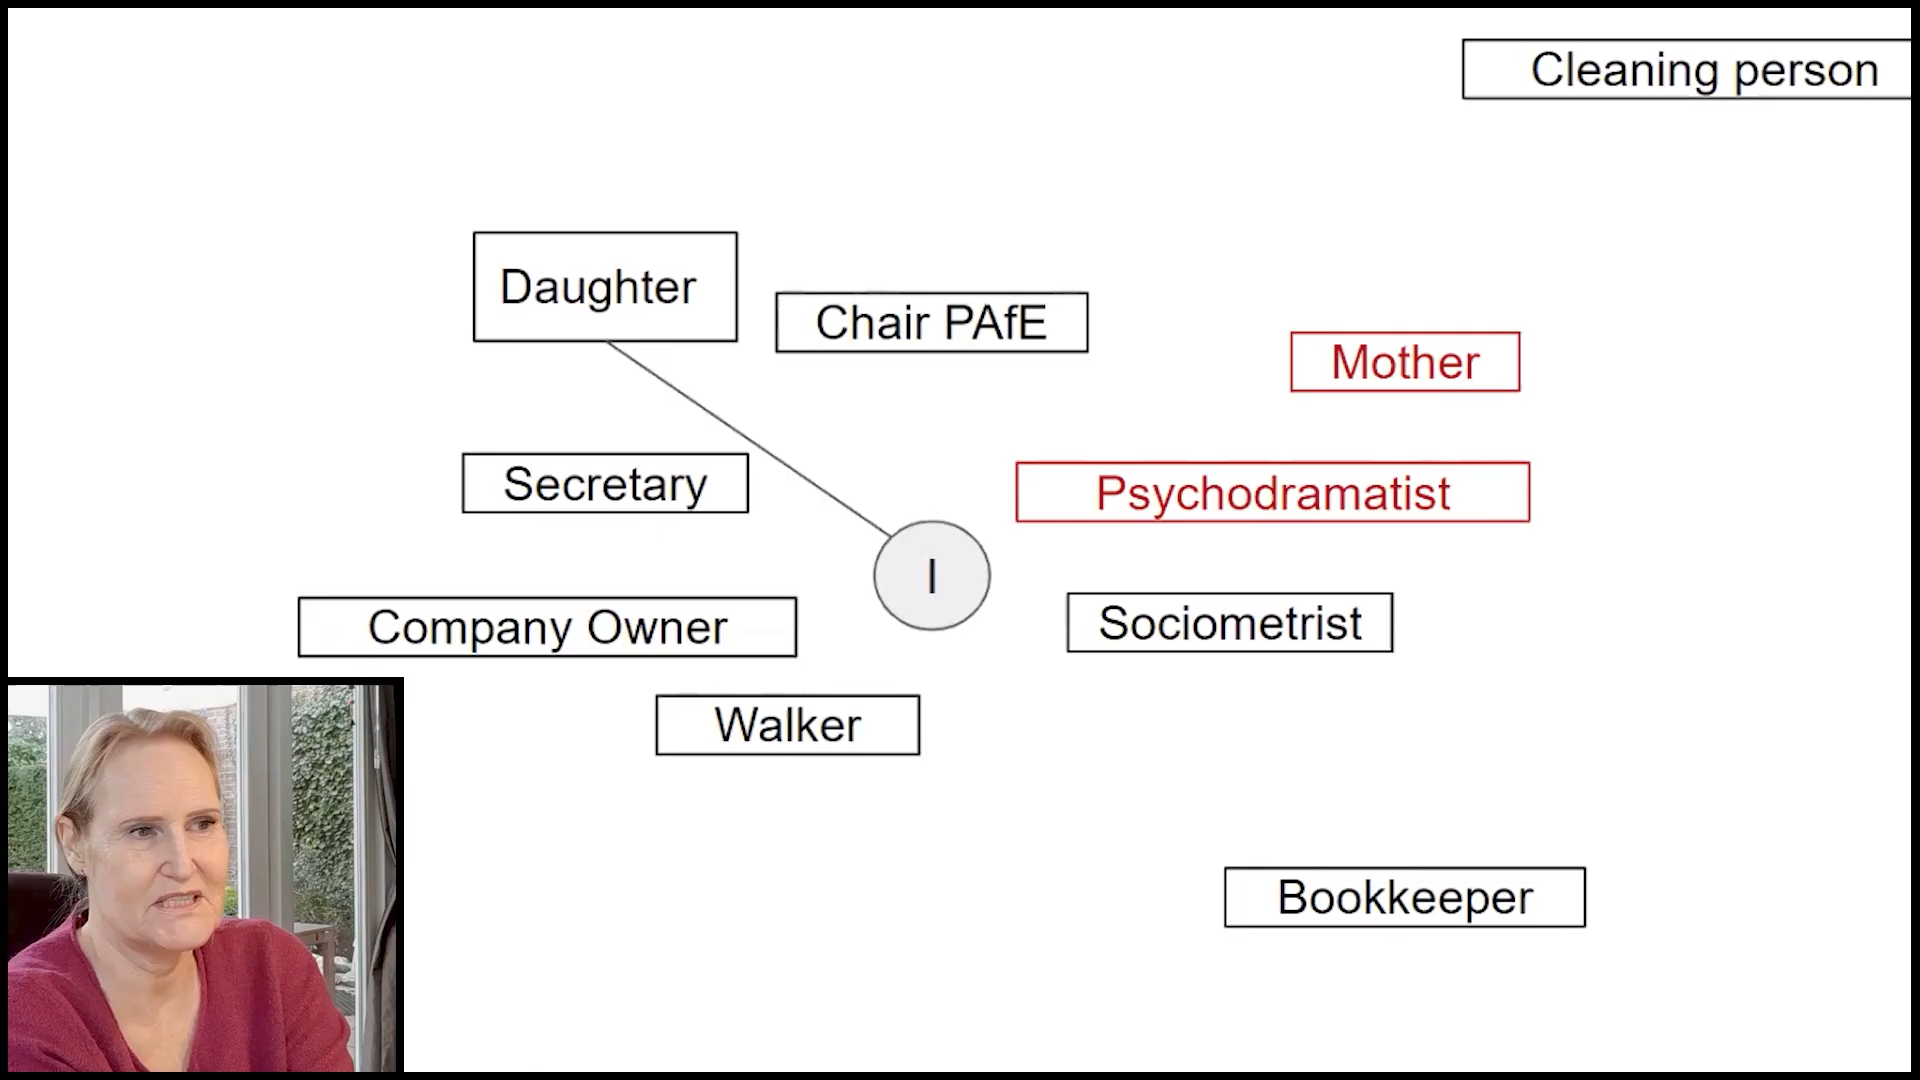 Cleaning person
Daughter
Chair PAfE
Mother
Secretary
Psychodramatist
I
Company Owner
Sociometrist
Walker
Bookkeeper